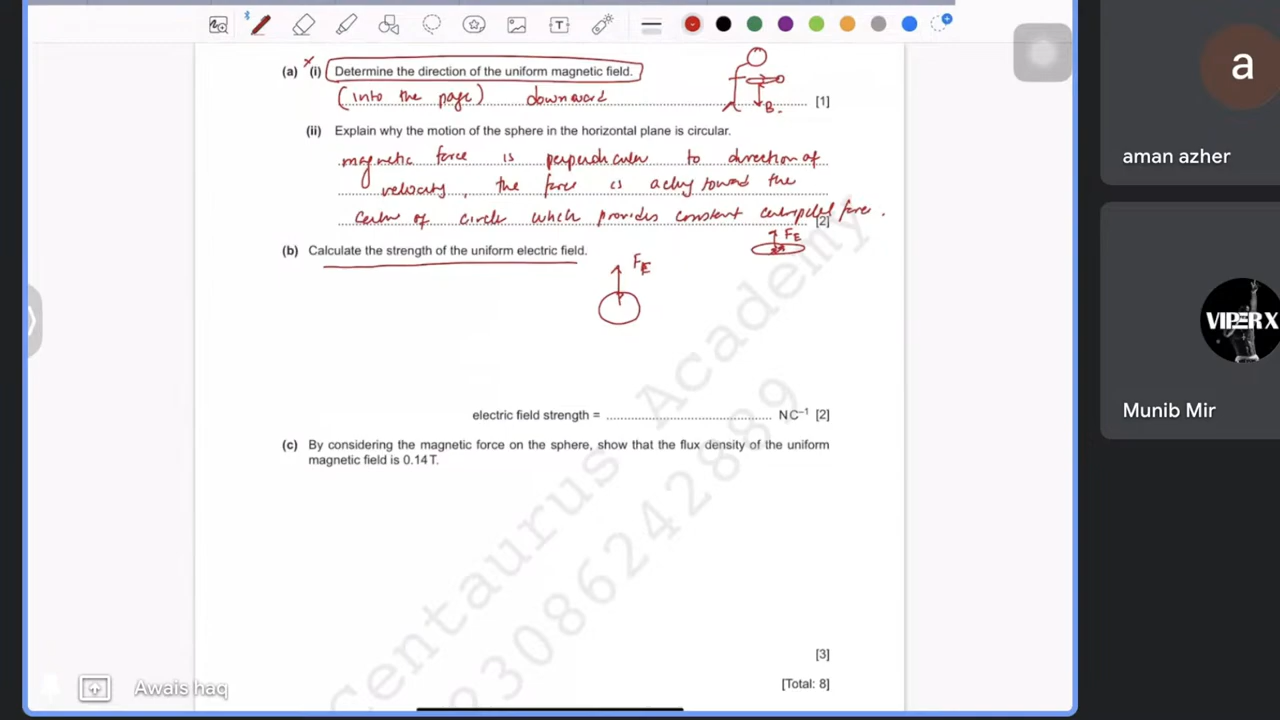 (a) (i) Determine the direction of the uniform magnetic field.
(into the page) downward
[1]
B.
(ii) Explain why the motion of the sphere in the horizontal plane is circular.
magnetic force is perpendicular to direction of
velocity, the force is acting toward the
center of circle which provides constant centripetal force.
[2]
FE
(b) Calculate the strength of the uniform electric field.
FE
electric field strength = ........................................ NC⁻¹ [2]
(c) By considering the magnetic force on the sphere, show that the flux density of the uniform
magnetic field is 0.14T.
[3]
[Total: 8]
Centaurus Academy
23086242889
Awais haq
a
aman azher
VIPER X
Munib Mir